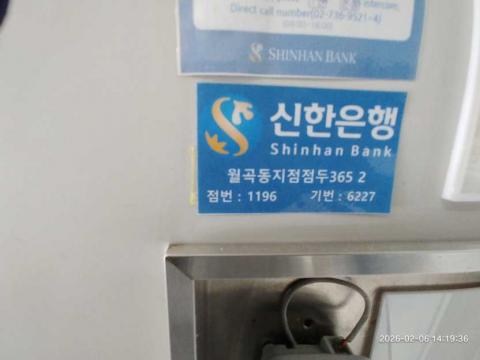 intercom,
Direct call number(02-736-9521~4)
SHINHAN BANK
신한은행
Shinhan Bank
월곡동지점점두365 2
점번 : 1196 기번 : 6227
2026-02-06 14:19:36